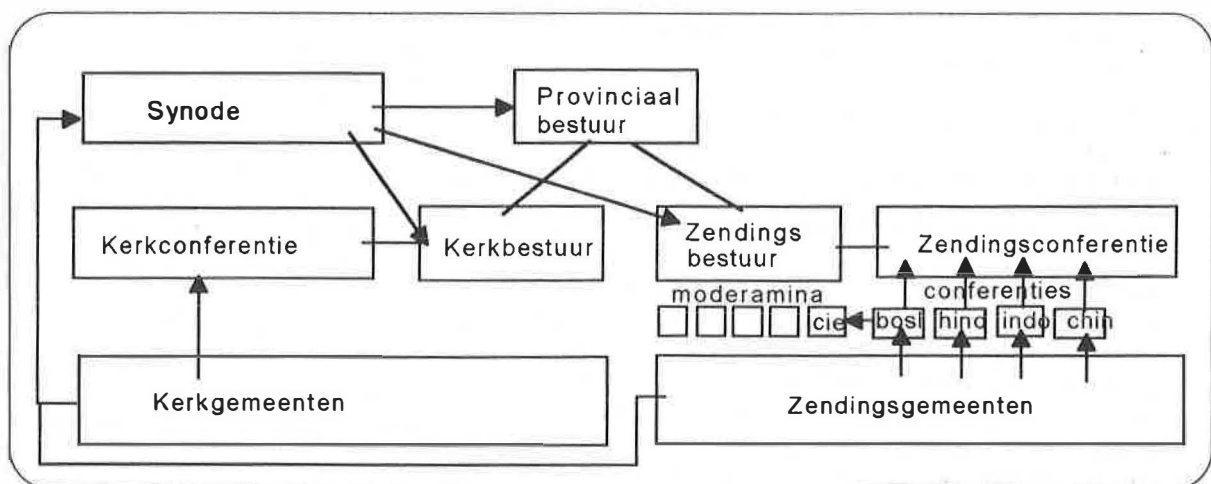 Synode
Provinciaal
bestuur
Kerkconferentie
Kerkbestuur
Zendings
bestuur
Zendingsconferentie
moderamina
conferenties
cie
bosl
hind
indo
chin
Kerkgemeenten
Zendingsgemeenten